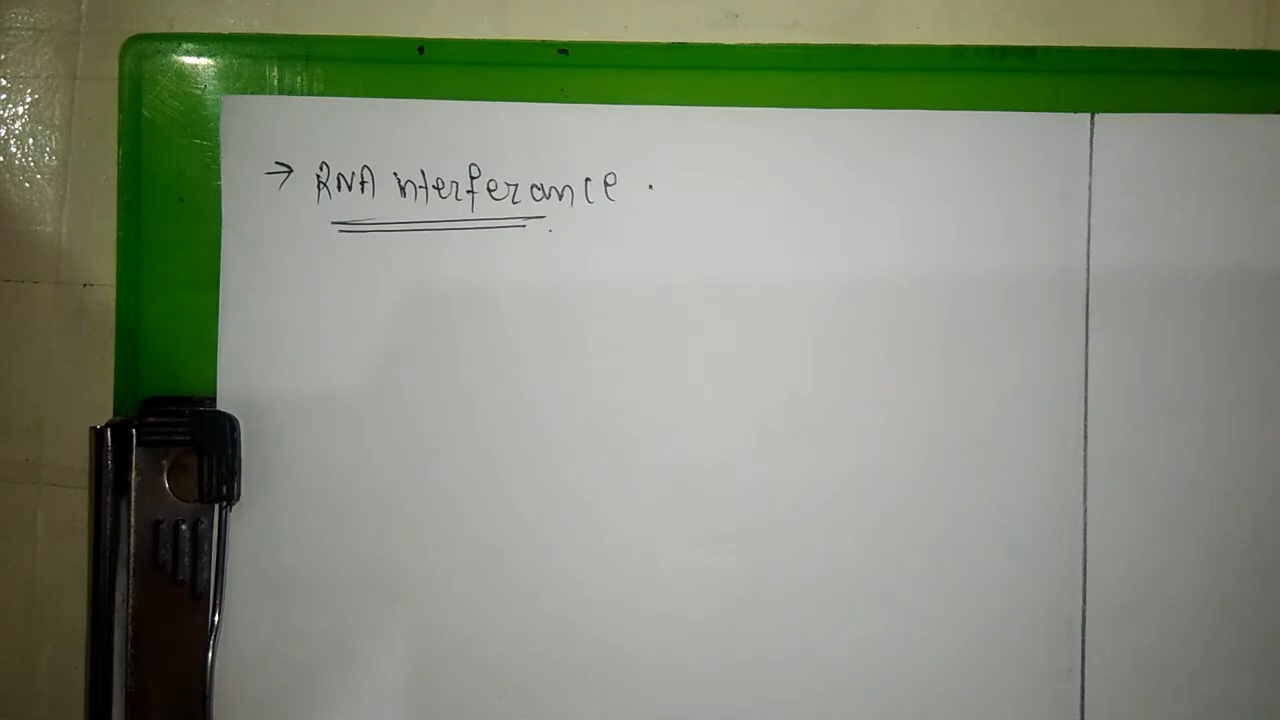 → RNA interferance .